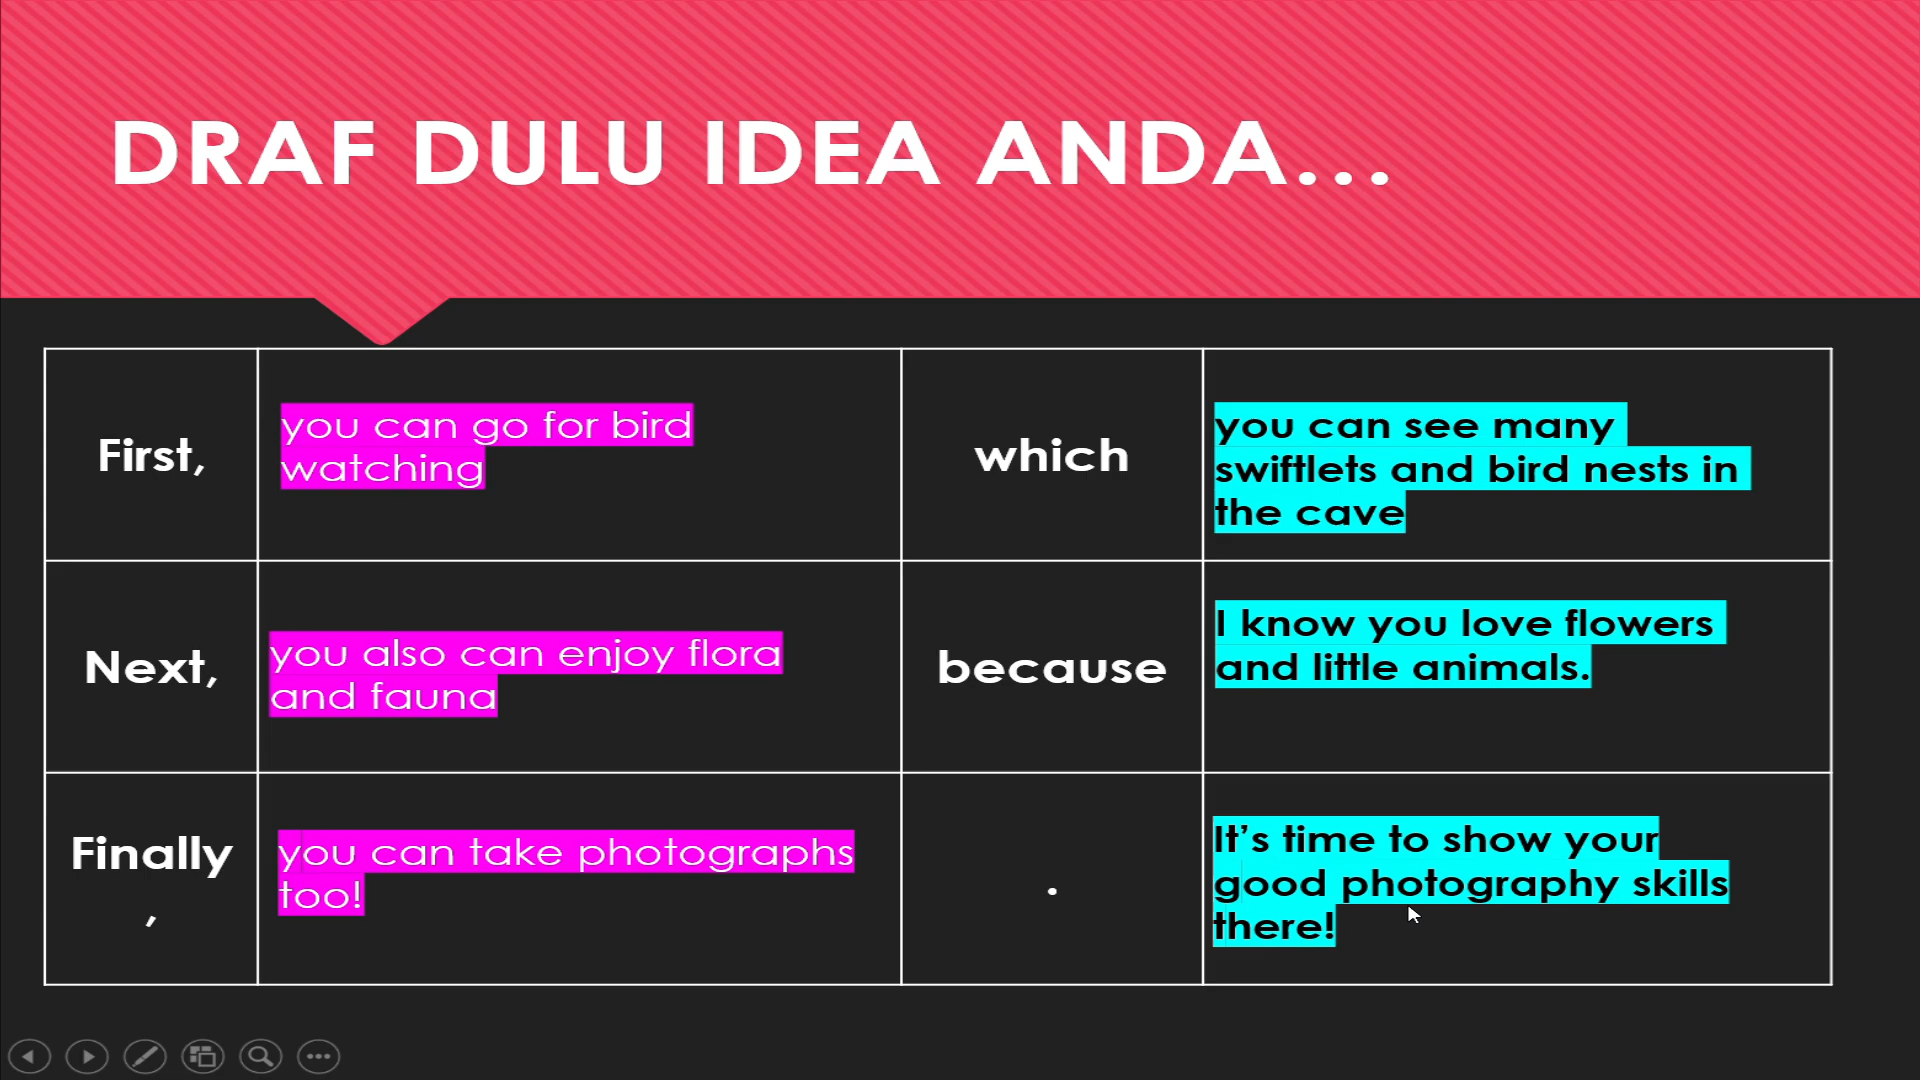 DRAF DULU IDEA ANDA...
First,
you can go for bird
watching
which
you can see many
swiftlets and bird nests in
the cave
Next,
you also can enjoy flora
and fauna
because
I know you love flowers
and little animals.
Finally
,
you can take photographs
too!
.
It's time to show your
good photography skills
there!